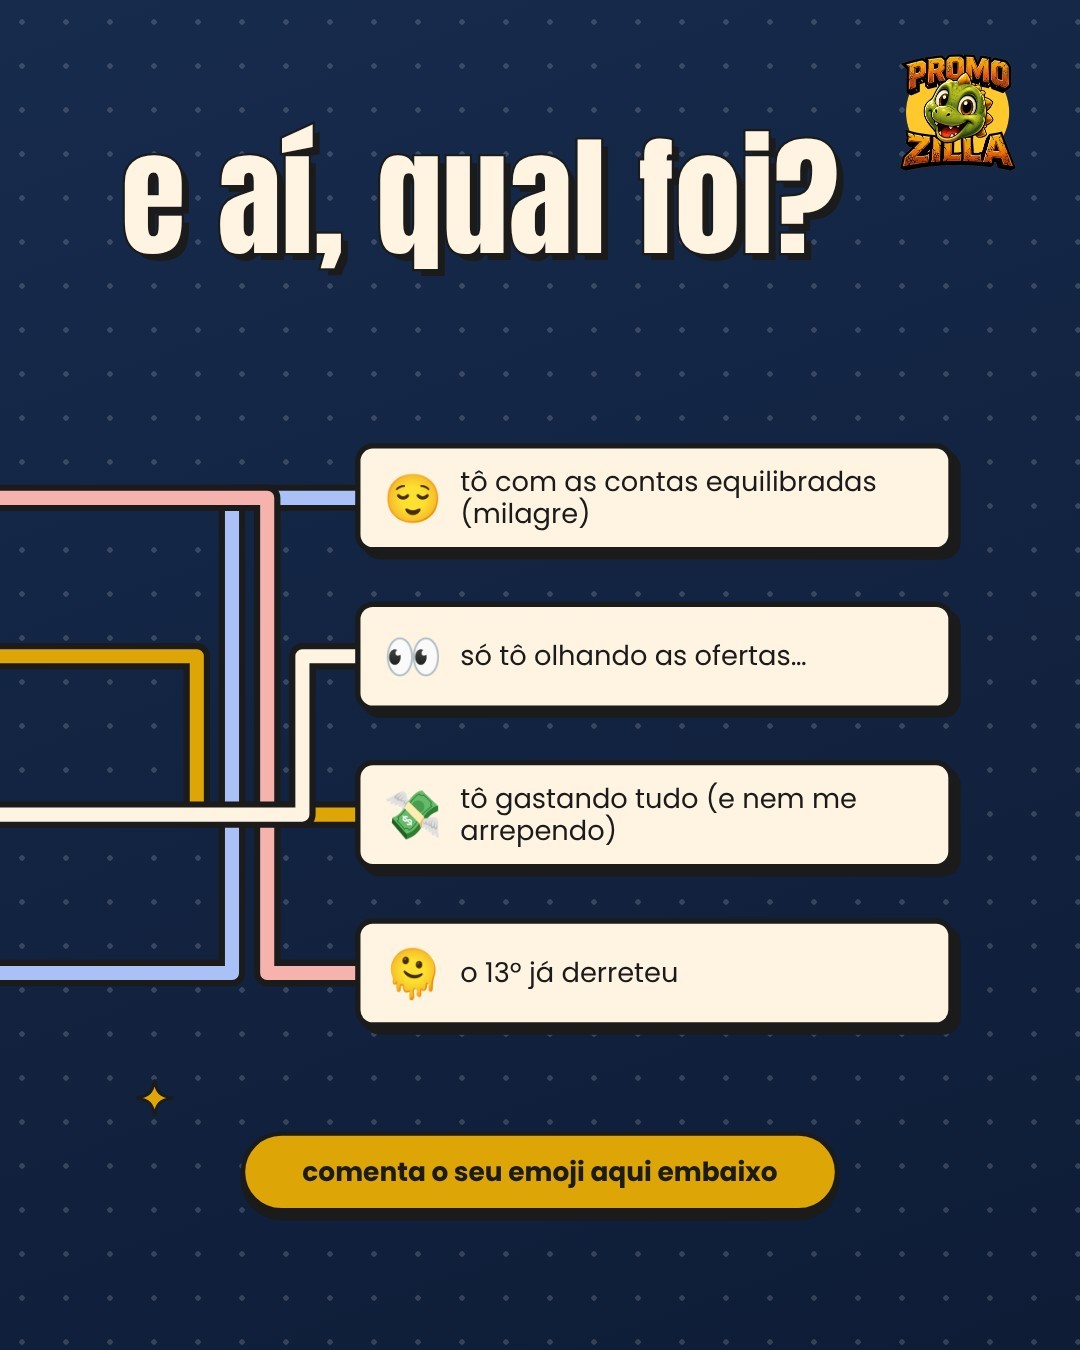 PROMO
ZILLA
e aí, qual foi?
😌 tô com as contas equilibradas
(milagre)
👀 só tô olhando as ofertas...
💸 tô gastando tudo (e nem me
arrependo)
🫠 o 13º já derreteu
comenta o seu emoji aqui embaixo